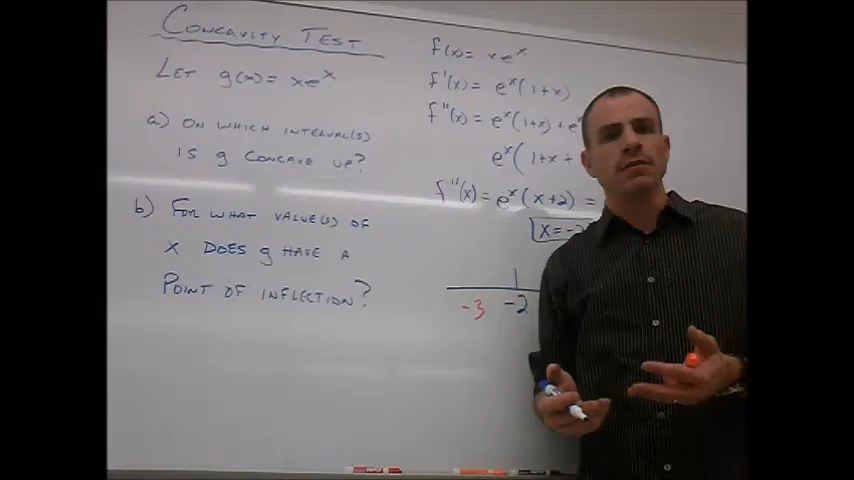 CONCAVITY TEST
LET g(x) = xe^x
a) ON WHICH INTERVAL(S)
IS g CONCAVE UP?
b) FOR WHAT VALUE(S) OF
X DOES g HAVE A
POINT OF INFLECTION?
f(x) = xe^x
f'(x) = e^x(1+x)
f''(x) = e^x(1+x) + e^x
e^x(1+x +
f''(x) = e^x(x+2) =
x = -2
-3 -2